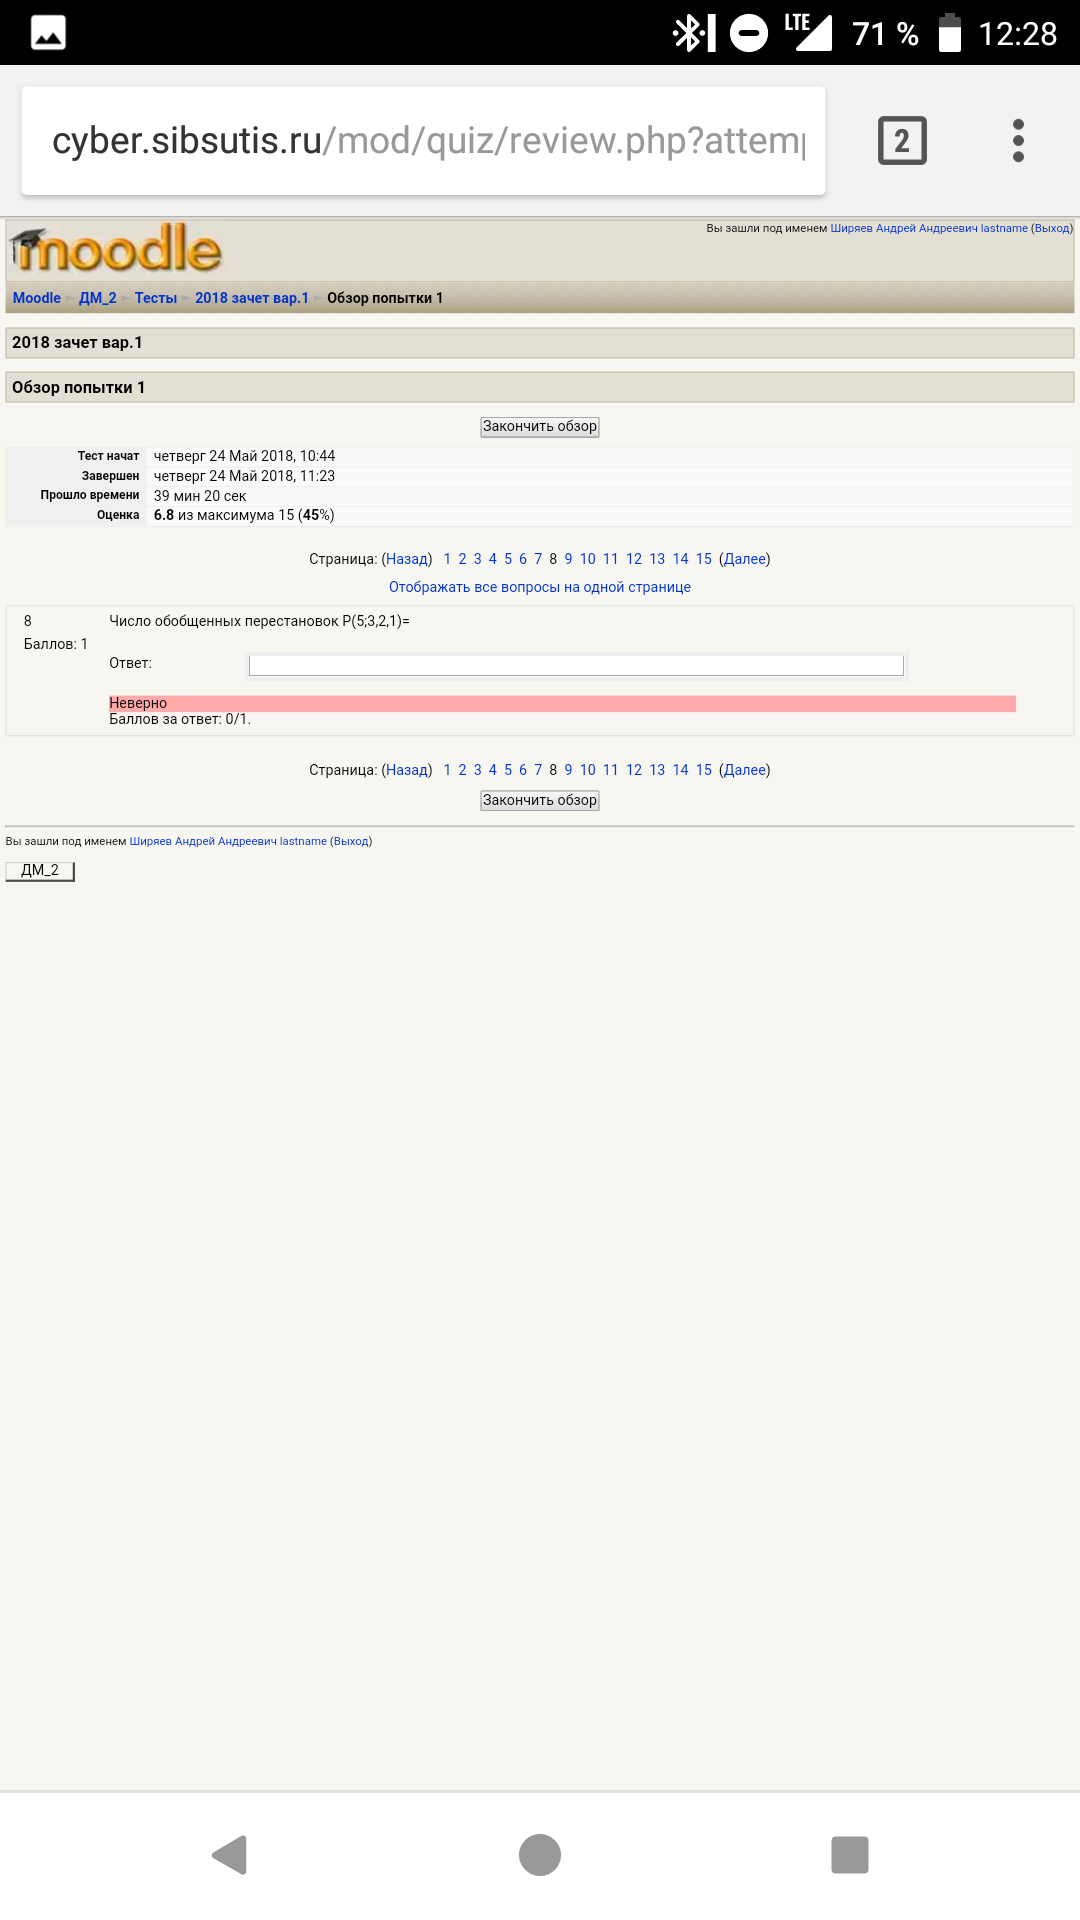 LTE 71 % 12:28
cyber.sibsutis.ru/mod/quiz/review.php?attem
2
moodle
Вы зашли под именем Ширяев Андрей Андреевич lastname (Выход)
Moodle ► ДМ_2 ► Тесты ► 2018 зачет вар.1 ► Обзор попытки 1
2018 зачет вар.1
Обзор попытки 1
Закончить обзор
Тест начат четверг 24 Май 2018, 10:44
Завершен четверг 24 Май 2018, 11:23
Прошло времени 39 мин 20 сек
Оценка 6.8 из максимума 15 (45%)
Страница: (Назад) 1 2 3 4 5 6 7 8 9 10 11 12 13 14 15 (Далее)
Отображать все вопросы на одной странице
8 Число обобщенных перестановок P(5;3,2,1)=
Баллов: 1
Ответ:
Неверно
Баллов за ответ: 0/1.
Страница: (Назад) 1 2 3 4 5 6 7 8 9 10 11 12 13 14 15 (Далее)
Закончить обзор
Вы зашли под именем Ширяев Андрей Андреевич lastname (Выход)
ДМ_2